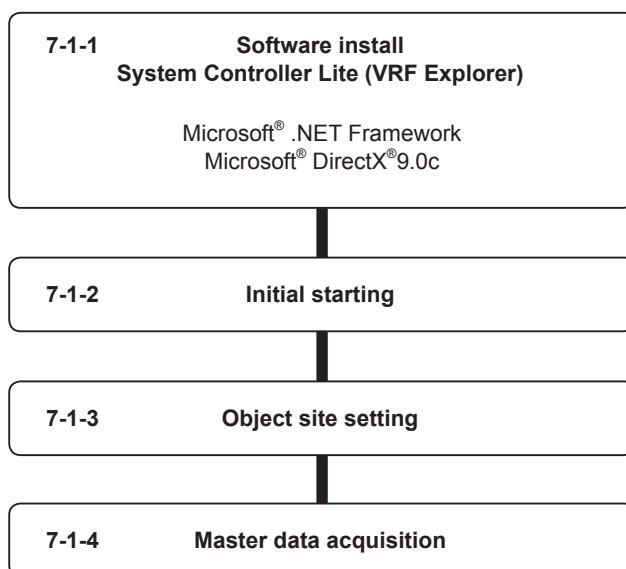 7-1-1 Software install
System Controller Lite (VRF Explorer)
Microsoft® .NET Framework
Microsoft® DirectX®9.0c
7-1-2 Initial starting
7-1-3 Object site setting
7-1-4 Master data acquisition